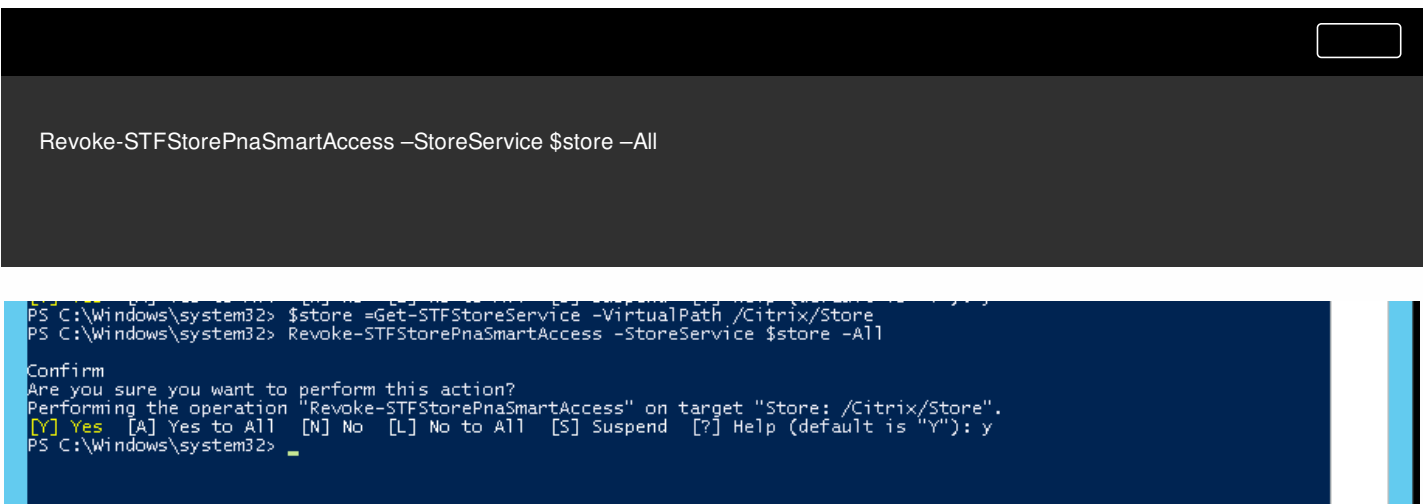 Revoke-STFStorePnaSmartAccess –StoreService $store –All
PS C:\Windows\system32> $store =Get-STFStoreService -VirtualPath /Citrix/Store
PS C:\Windows\system32> Revoke-STFStorePnaSmartAccess -StoreService $store -All
Confirm
Are you sure you want to perform this action?
Performing the operation "Revoke-STFStorePnaSmartAccess" on target "Store: /Citrix/Store".
[Y] Yes  [A] Yes to All  [N] No  [L] No to All  [S] Suspend  [?] Help (default is "Y"): y
PS C:\Windows\system32>